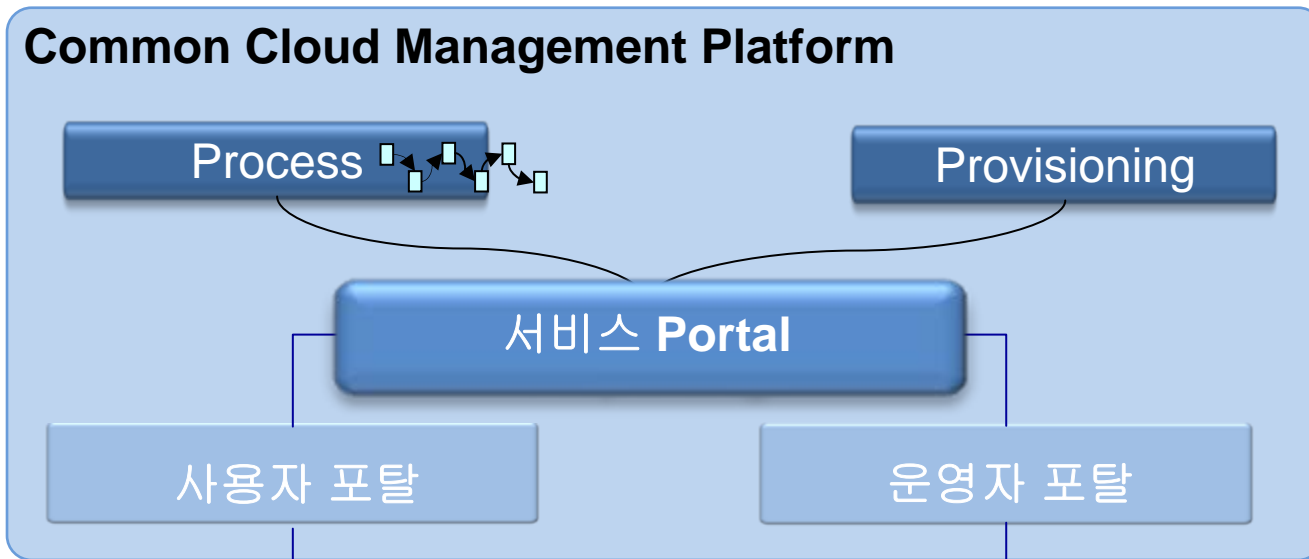 Common Cloud Management Platform
Process
Provisioning
서비스 Portal
사용자 포탈
운영자 포탈